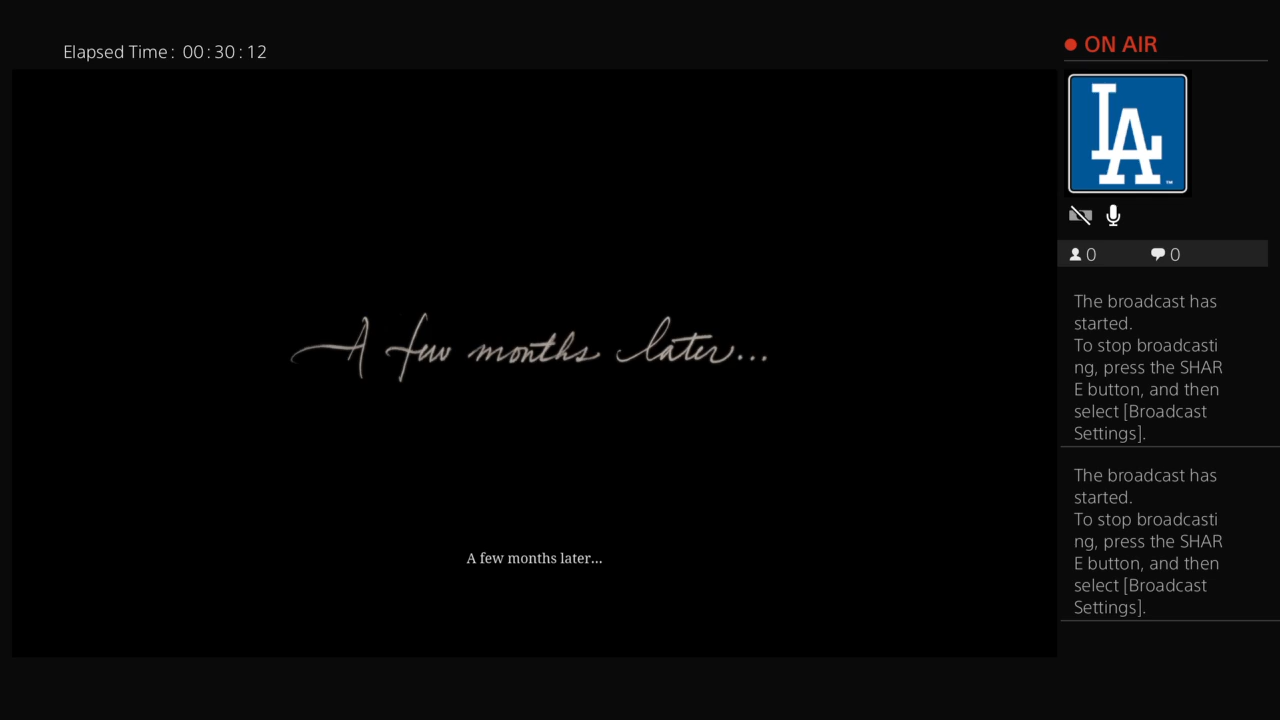 Elapsed Time: 00:30:12
ON AIR
LA
TM
0 0
A few months later...
A few months later...
The broadcast has
started.
To stop broadcasti
ng, press the SHAR
E button, and then
select [Broadcast
Settings].
The broadcast has
started.
To stop broadcasti
ng, press the SHAR
E button, and then
select [Broadcast
Settings].